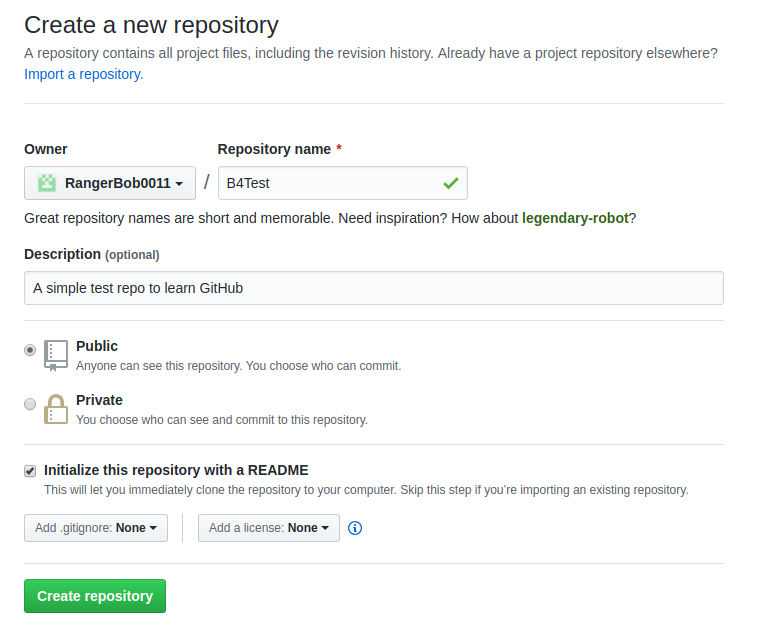 Create a new repository
A repository contains all project files, including the revision history. Already have a project repository elsewhere?
Import a repository.
Owner Repository name *
RangerBob0011 / B4Test
Great repository names are short and memorable. Need inspiration? How about legendary-robot?
Description (optional)
A simple test repo to learn GitHub
Public
Anyone can see this repository. You choose who can commit.
Private
You choose who can see and commit to this repository.
Initialize this repository with a README
This will let you immediately clone the repository to your computer. Skip this step if you’re importing an existing repository.
Add .gitignore: None Add a license: None
Create repository